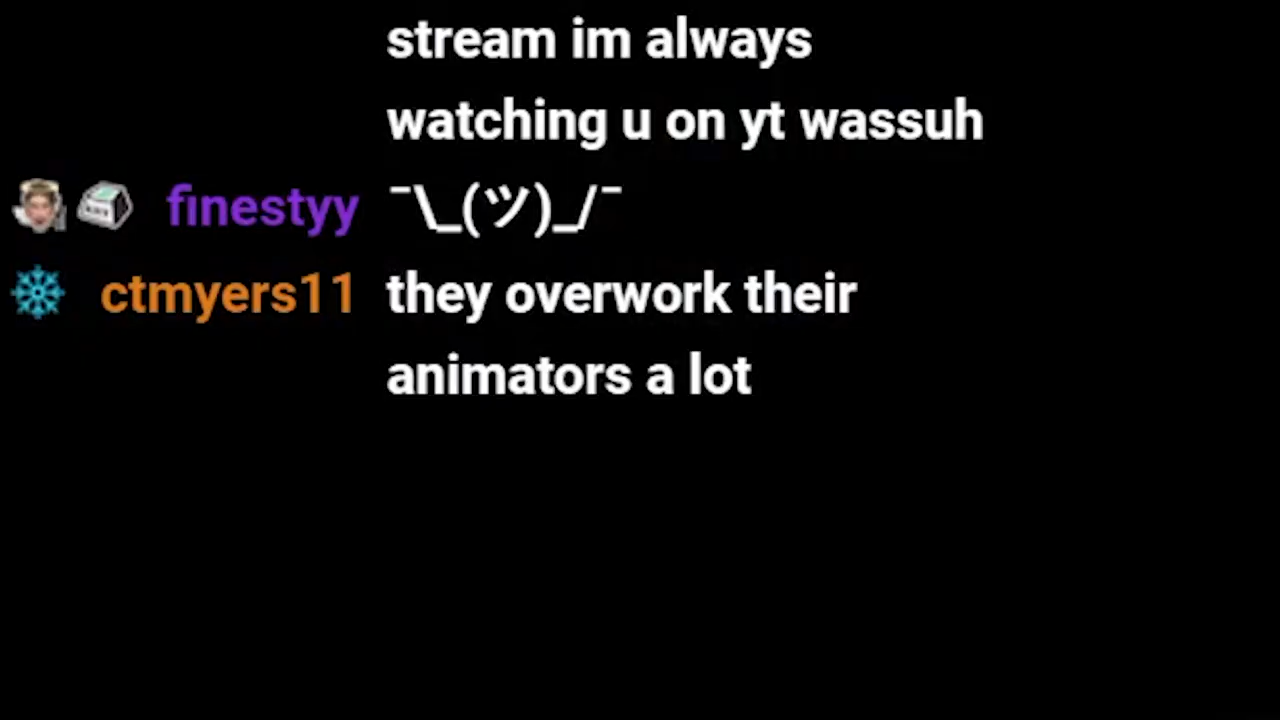 stream im always
watching u on yt wassuh
finestyy ¯\_(ツ)_/¯
ctmyers11 they overwork their
animators a lot